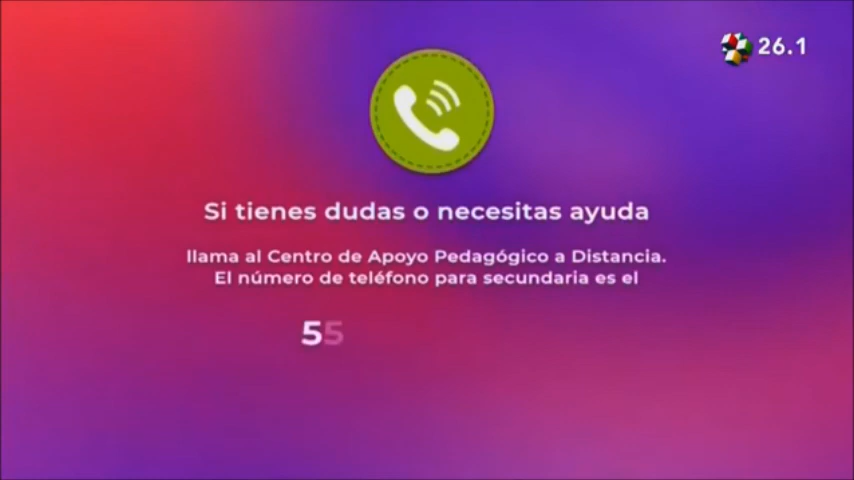 26.1
Si tienes dudas o necesitas ayuda
llama al Centro de Apoyo Pedagógico a Distancia.
El número de teléfono para secundaria es el
55